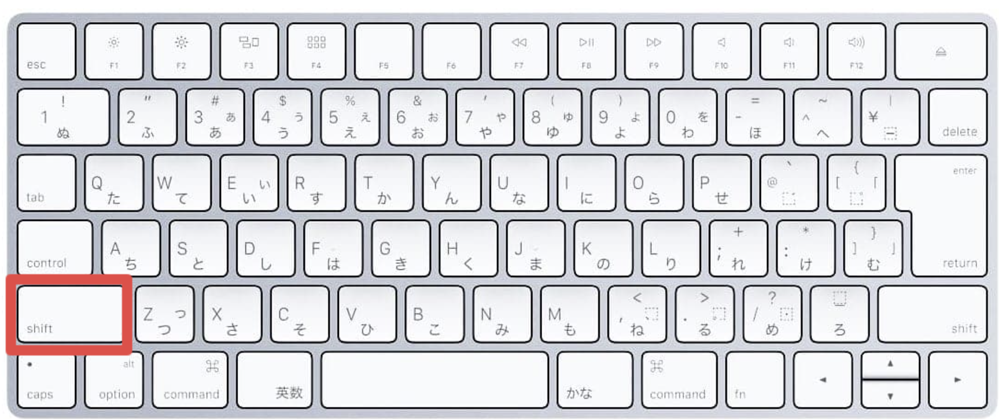 esc F1 F2 F3 F4 F5 F6 F7 F8 F9 F10 F11 F12
! " # $ % & ' ( ) = ~ |
1 2 3 あ 4 ぅ 5 ぇ 6 ぉ 7 ゃ 8 ゅ 9 ょ 0 を - ^ ¥
ぬ ふ あ う え お や ゆ よ わ ほ へ ー delete
` { enter
Q W E ぃ R T Y U I O P @ [ 「
tab た て い す か ん な に ら せ ゛ ゜
+ * }
A S D F G H J K L ; : ] 」
control ち と し は き く ま の り れ け む return
< > ? _
Z っ X C V B N M , 、 . 。 / ・
shift つ さ そ ひ こ み も ね る め ろ shift
alt ⌘ ⌘ ▲
◀ ▶
caps option command 英数 かな command fn ▼